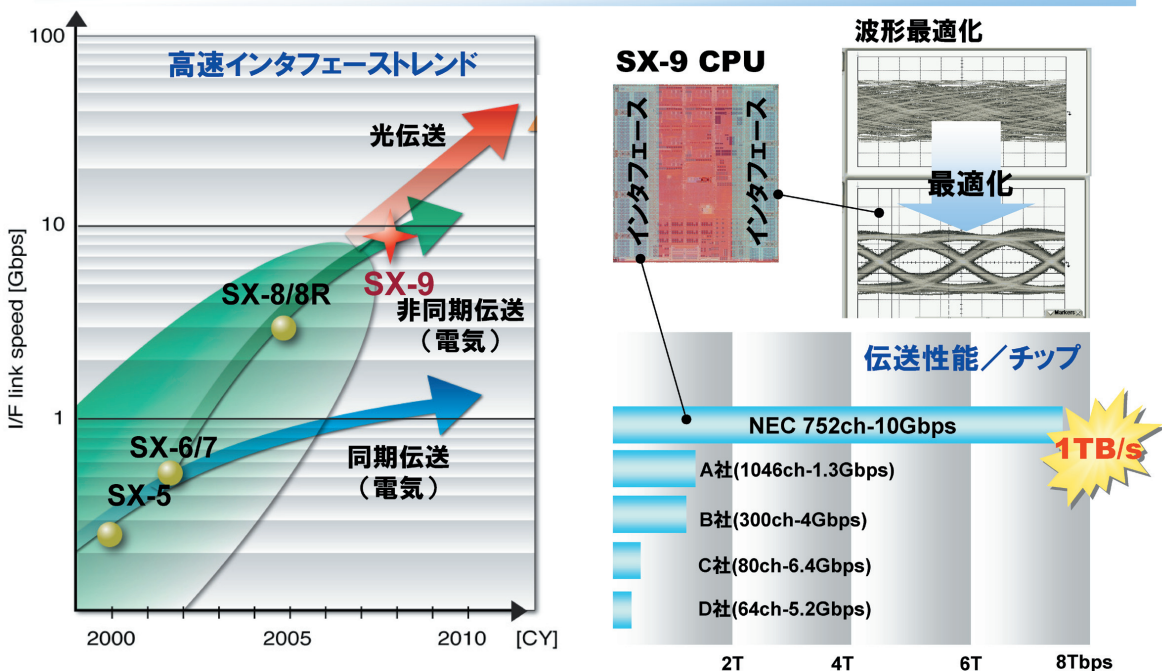 高速インタフェーストレンド
I/F link speed [Gbps]
100
10
1
光伝送
SX-9
SX-8/8R
非同期伝送
（電気）
SX-6/7
SX-5
同期伝送
（電気）
2000
2005
2010
[CY]
SX-9 CPU
インタフェース
インタフェース
波形最適化
最適化
Markers
伝送性能／チップ
NEC 752ch-10Gbps
1TB/s
A社(1046ch-1.3Gbps)
B社(300ch-4Gbps)
C社(80ch-6.4Gbps)
D社(64ch-5.2Gbps)
2T
4T
6T
8Tbps